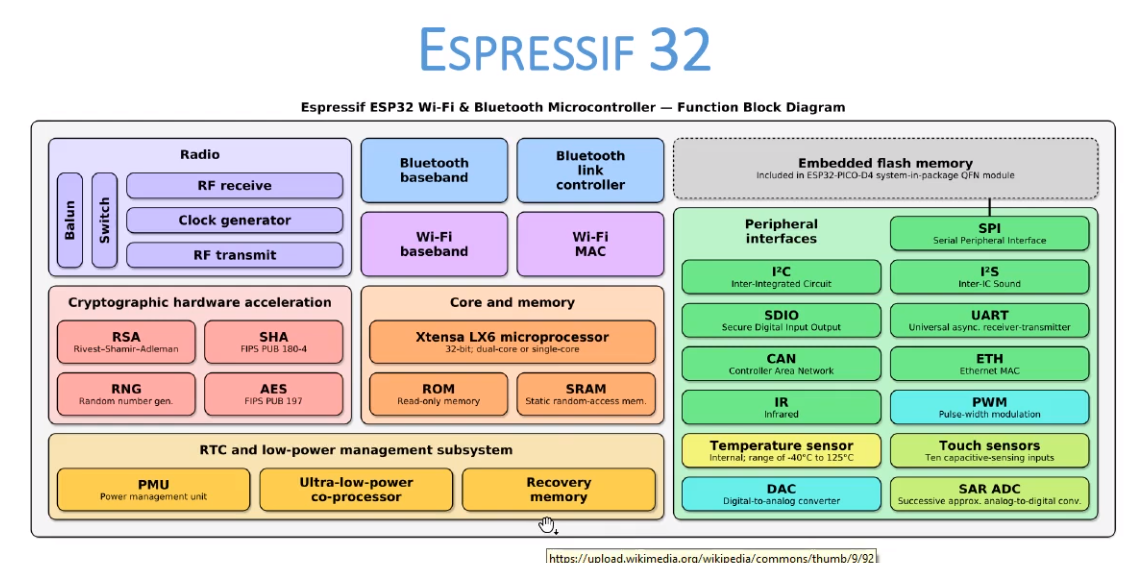 ESPRESSIF 32
Espressif ESP32 Wi-Fi & Bluetooth Microcontroller — Function Block Diagram
Radio
Balun
Switch
RF receive
Clock generator
RF transmit
Bluetooth
baseband
Bluetooth
link
controller
Wi-Fi
baseband
Wi-Fi
MAC
Embedded flash memory
Included in ESP32-PICO-D4 system-in-package QFN module
Cryptographic hardware acceleration
RSA
Rivest–Shamir–Adleman
SHA
FIPS PUB 180-4
RNG
Random number gen.
AES
FIPS PUB 197
Core and memory
Xtensa LX6 microprocessor
32-bit; dual-core or single-core
ROM
Read-only memory
SRAM
Static random-access mem.
RTC and low-power management subsystem
PMU
Power management unit
Ultra-low-power
co-processor
Recovery
memory
Peripheral
interfaces
SPI
Serial Peripheral Interface
I²C
Inter-Integrated Circuit
I²S
Inter-IC Sound
SDIO
Secure Digital Input Output
UART
Universal async. receiver-transmitter
CAN
Controller Area Network
ETH
Ethernet MAC
IR
Infrared
PWM
Pulse-width modulation
Temperature sensor
Internal; range of -40°C to 125°C
Touch sensors
Ten capacitive-sensing inputs
DAC
Digital-to-analog converter
SAR ADC
Successive approx. analog-to-digital conv.
https://upload.wikimedia.org/wikipedia/commons/thumb/9/92